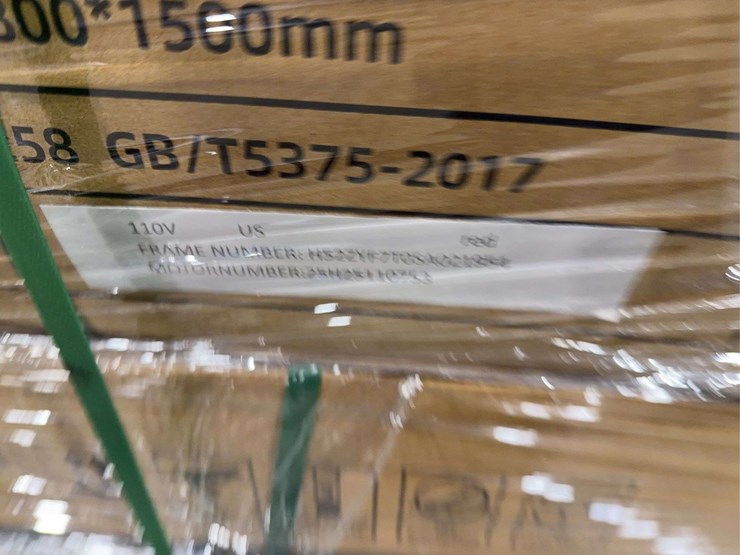 00*1500mm
58 GB/T5375-2017
110V US red
FRAME NUMBER:
MOTORNUMBER: